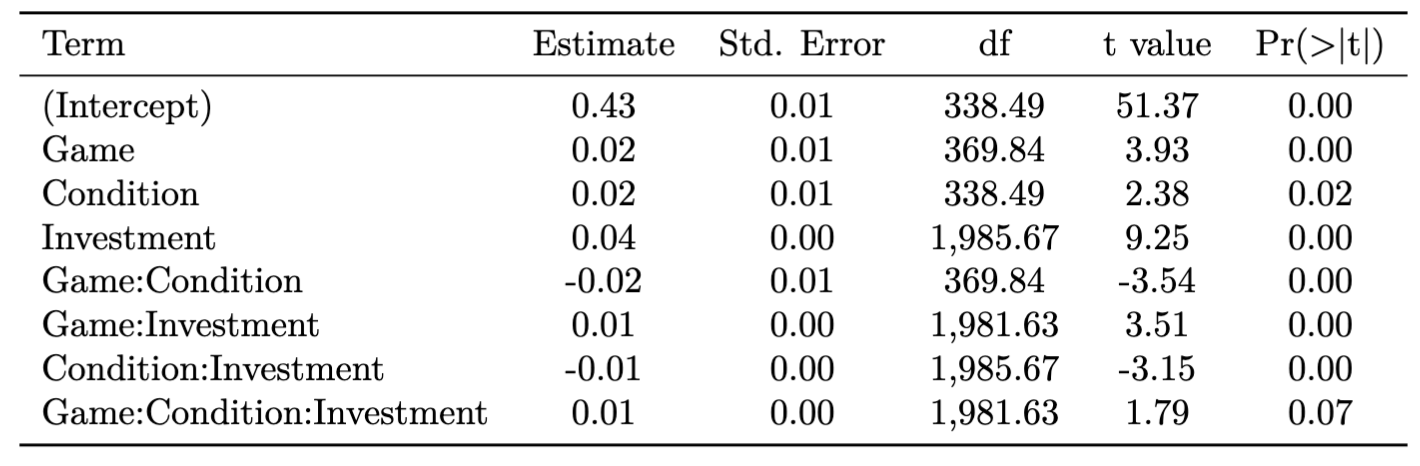 Term Estimate Std. Error df t value Pr(>|t|)
(Intercept) 0.43 0.01 338.49 51.37 0.00
Game 0.02 0.01 369.84 3.93 0.00
Condition 0.02 0.01 338.49 2.38 0.02
Investment 0.04 0.00 1,985.67 9.25 0.00
Game:Condition -0.02 0.01 369.84 -3.54 0.00
Game:Investment 0.01 0.00 1,981.63 3.51 0.00
Condition:Investment -0.01 0.00 1,985.67 -3.15 0.00
Game:Condition:Investment 0.01 0.00 1,981.63 1.79 0.07